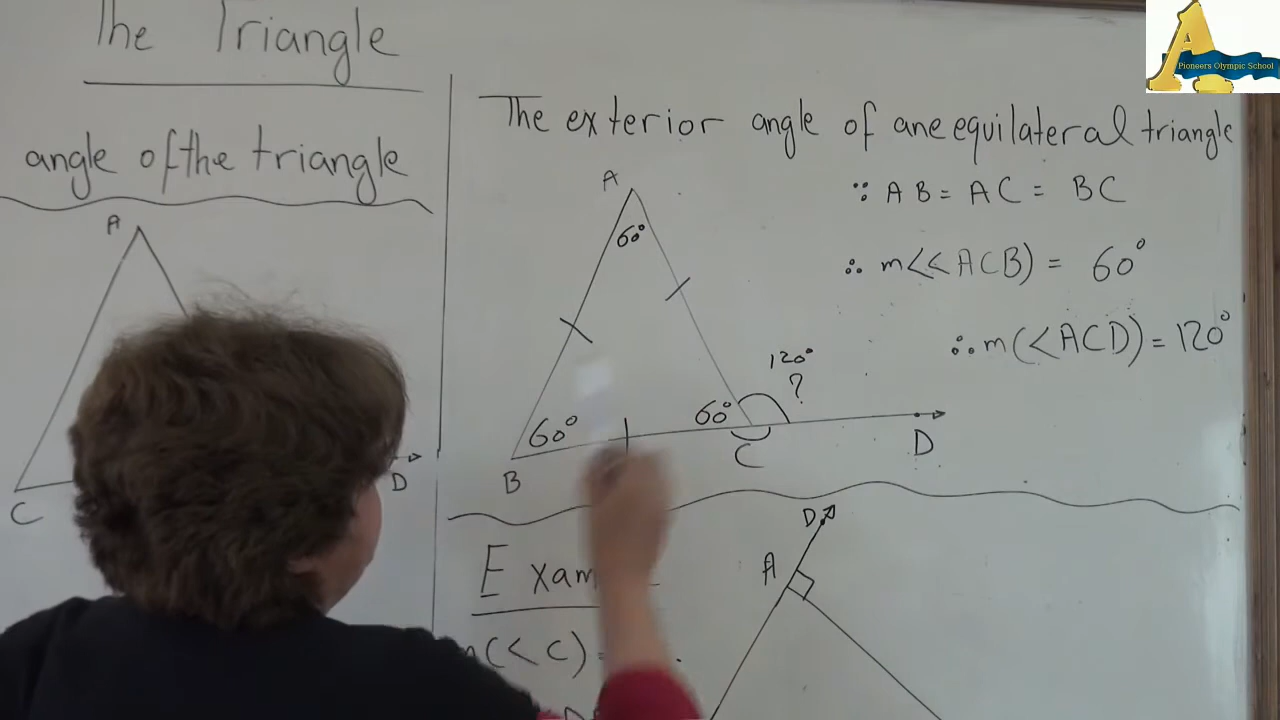 The Triangle
angle of the triangle
A
C
D
The exterior angle of ane equilateral triangle
∵ AB = AC = BC
∴ m<<ACB) = 60°
∴ m(<ACD) = 120°
A
60°
120°
?
60°
60°
B
C
D
D
A
m(<C) =
Pioneers Olympic School